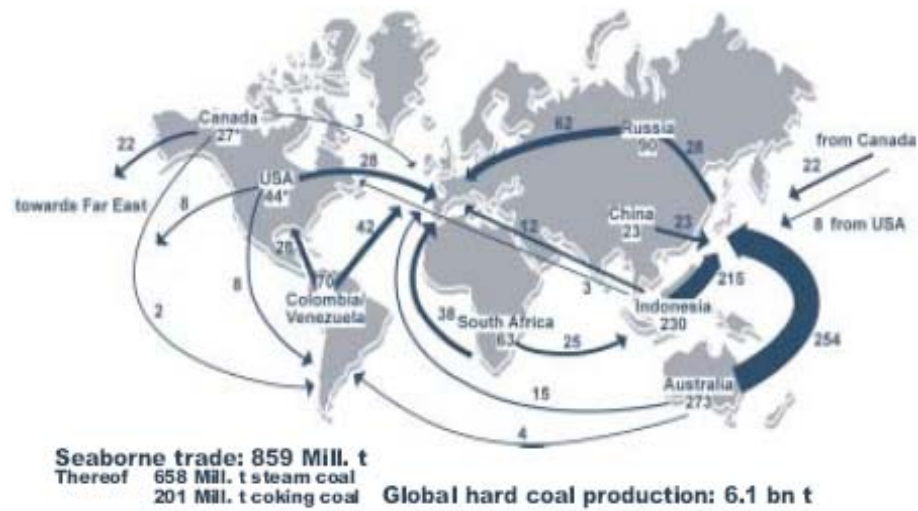 Canada
27*
3
22
28
62
Russia
90
28
from Canada
22
towards Far East
USA
44*
8
42
28
12
China
23
23
8 from USA
70
Colombia/
Venezuela
8
2
38
South Africa
63
25
3
215
Indonesia
230
254
Australia
273
15
4
Seaborne trade: 859 Mill. t
Thereof 658 Mill. t steam coal
201 Mill. t coking coal
Global hard coal production: 6.1 bn t